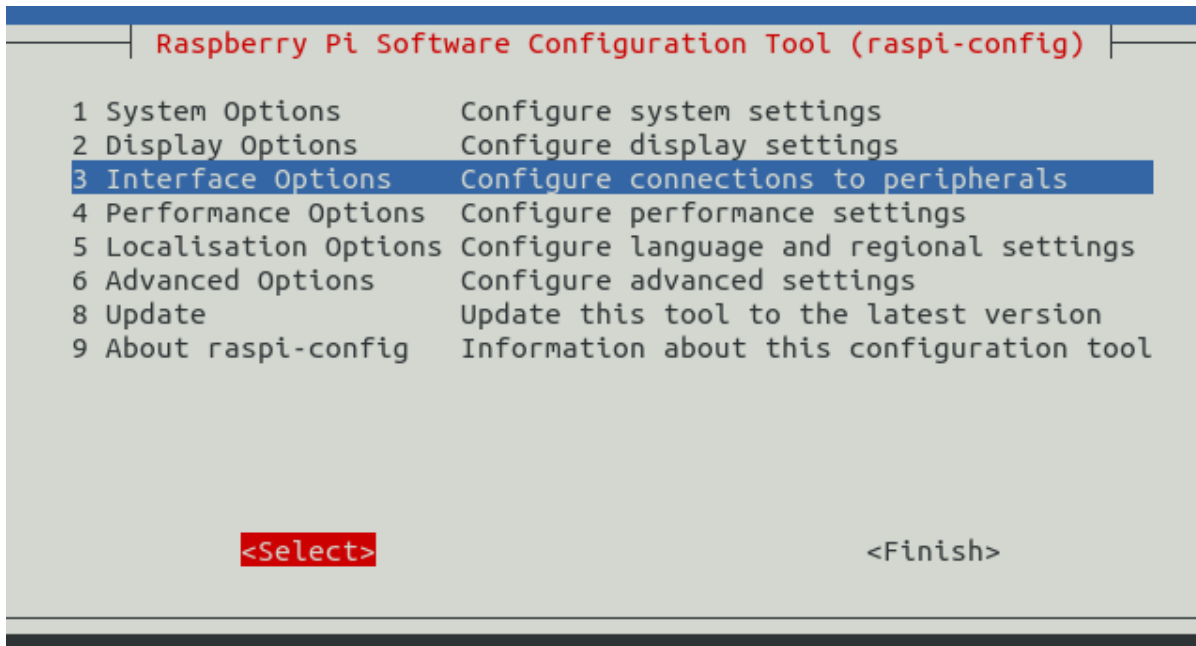 Raspberry Pi Software Configuration Tool (raspi-config)
1 System Options Configure system settings
2 Display Options Configure display settings
3 Interface Options Configure connections to peripherals
4 Performance Options Configure performance settings
5 Localisation Options Configure language and regional settings
6 Advanced Options Configure advanced settings
8 Update Update this tool to the latest version
9 About raspi-config Information about this configuration tool
<Select> <Finish>